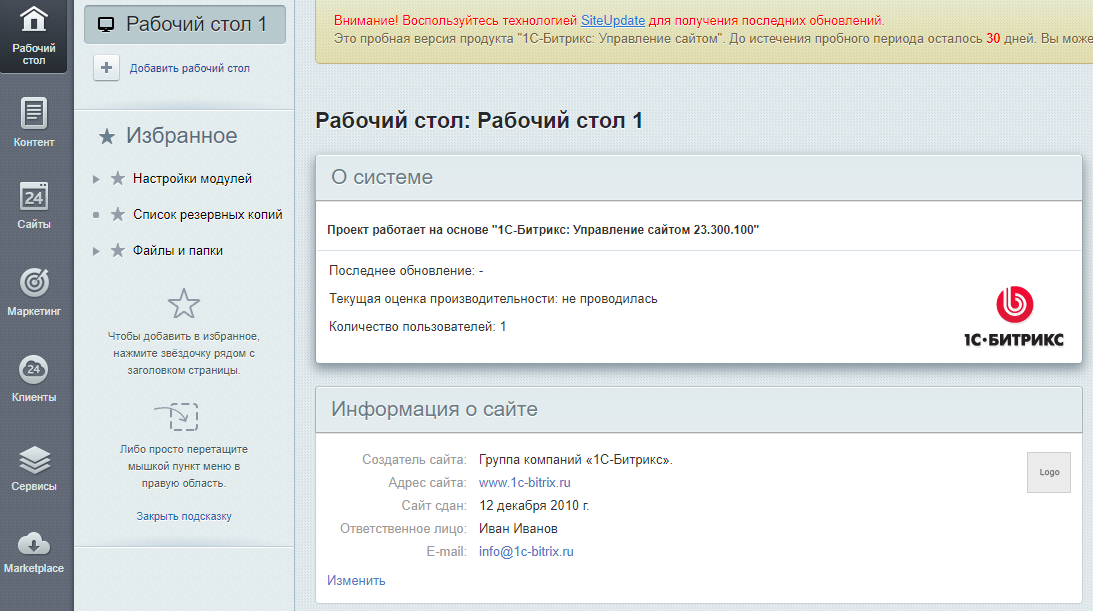 Рабочий
стол
Контент
24
Сайты
Маркетинг
24
Клиенты
Сервисы
Marketplace
Рабочий стол 1
Добавить рабочий стол
Избранное
Настройки модулей
Список резервных копий
Файлы и папки
Чтобы добавить в избранное,
нажмите звёздочку рядом с
заголовком страницы.
Либо просто перетащите
мышкой пункт меню в
правую область.
Закрыть подсказку
Внимание! Воспользуйтесь технологией SiteUpdate для получения последних обновлений.
Это пробная версия продукта "1С-Битрикс: Управление сайтом". До истечения пробного периода осталось 30 дней. Вы може
Рабочий стол: Рабочий стол 1
О системе
Проект работает на основе "1С-Битрикс: Управление сайтом 23.300.100"
Последнее обновление: -
Текущая оценка производительности: не проводилась
Количество пользователей: 1
1С·БИТРИКС
Информация о сайте
Создатель сайта: Группа компаний «1С-Битрикс».
Адрес сайта: www.1c-bitrix.ru
Сайт сдан: 12 декабря 2010 г.
Ответственное лицо: Иван Иванов
E-mail: info@1c-bitrix.ru
Logo
Изменить